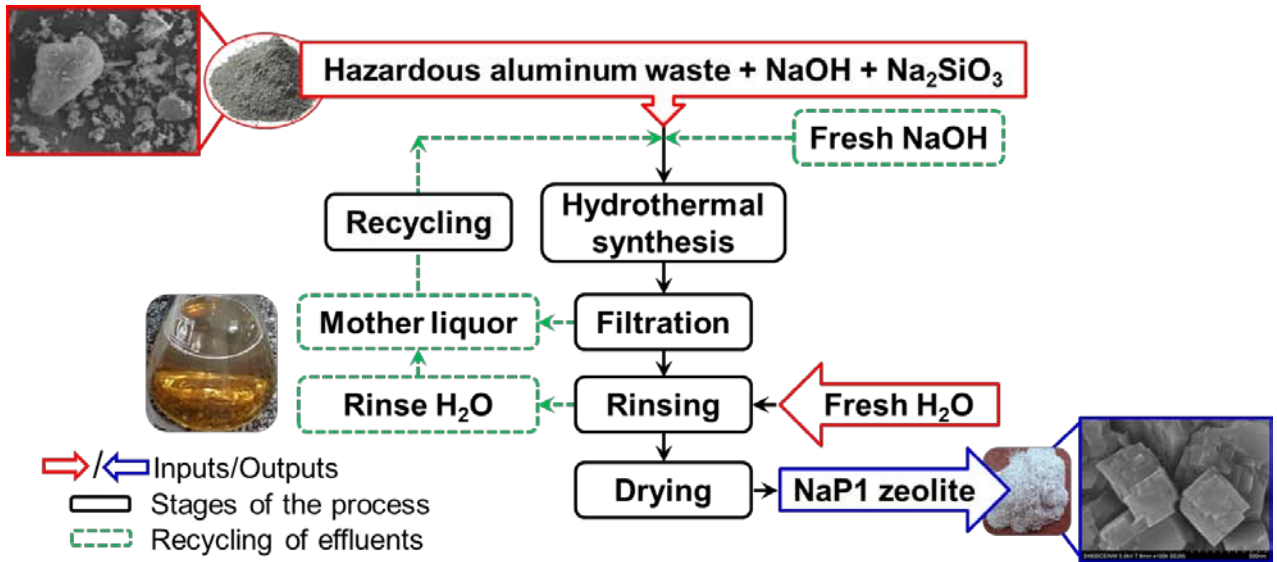 Hazardous aluminum waste + NaOH + Na₂SiO₃
Fresh NaOH
Hydrothermal
synthesis
Recycling
Mother liquor
Filtration
Rinse H₂O
Rinsing
Fresh H₂O
Drying
NaP1 zeolite
/
Inputs/Outputs
Stages of the process
Recycling of effluents